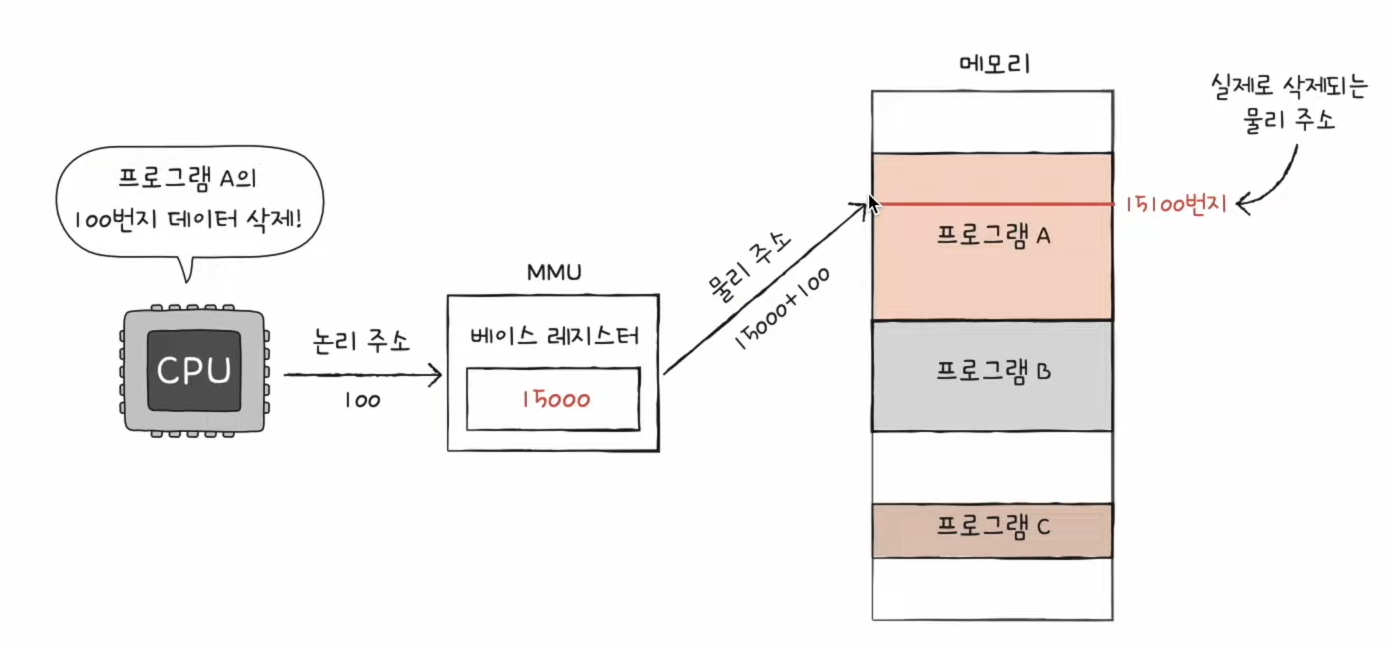 프로그램 A의
100번지 데이터 삭제!
CPU
논리 주소
100
MMU
베이스 레지스터
15000
물리 주소
15000+100
메모리
프로그램 A
프로그램 B
프로그램 C
15100번지
실제로 삭제되는
물리 주소